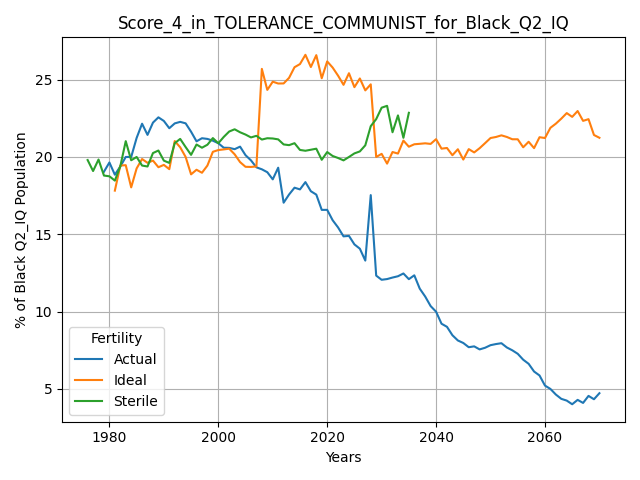 Score_4_in_TOLERANCE_COMMUNIST_for_Black_Q2_IQ
% of Black Q2_IQ Population
25
20
15
10
5
Fertility
Actual
Ideal
Sterile
1980
2000
2020
2040
2060
Years